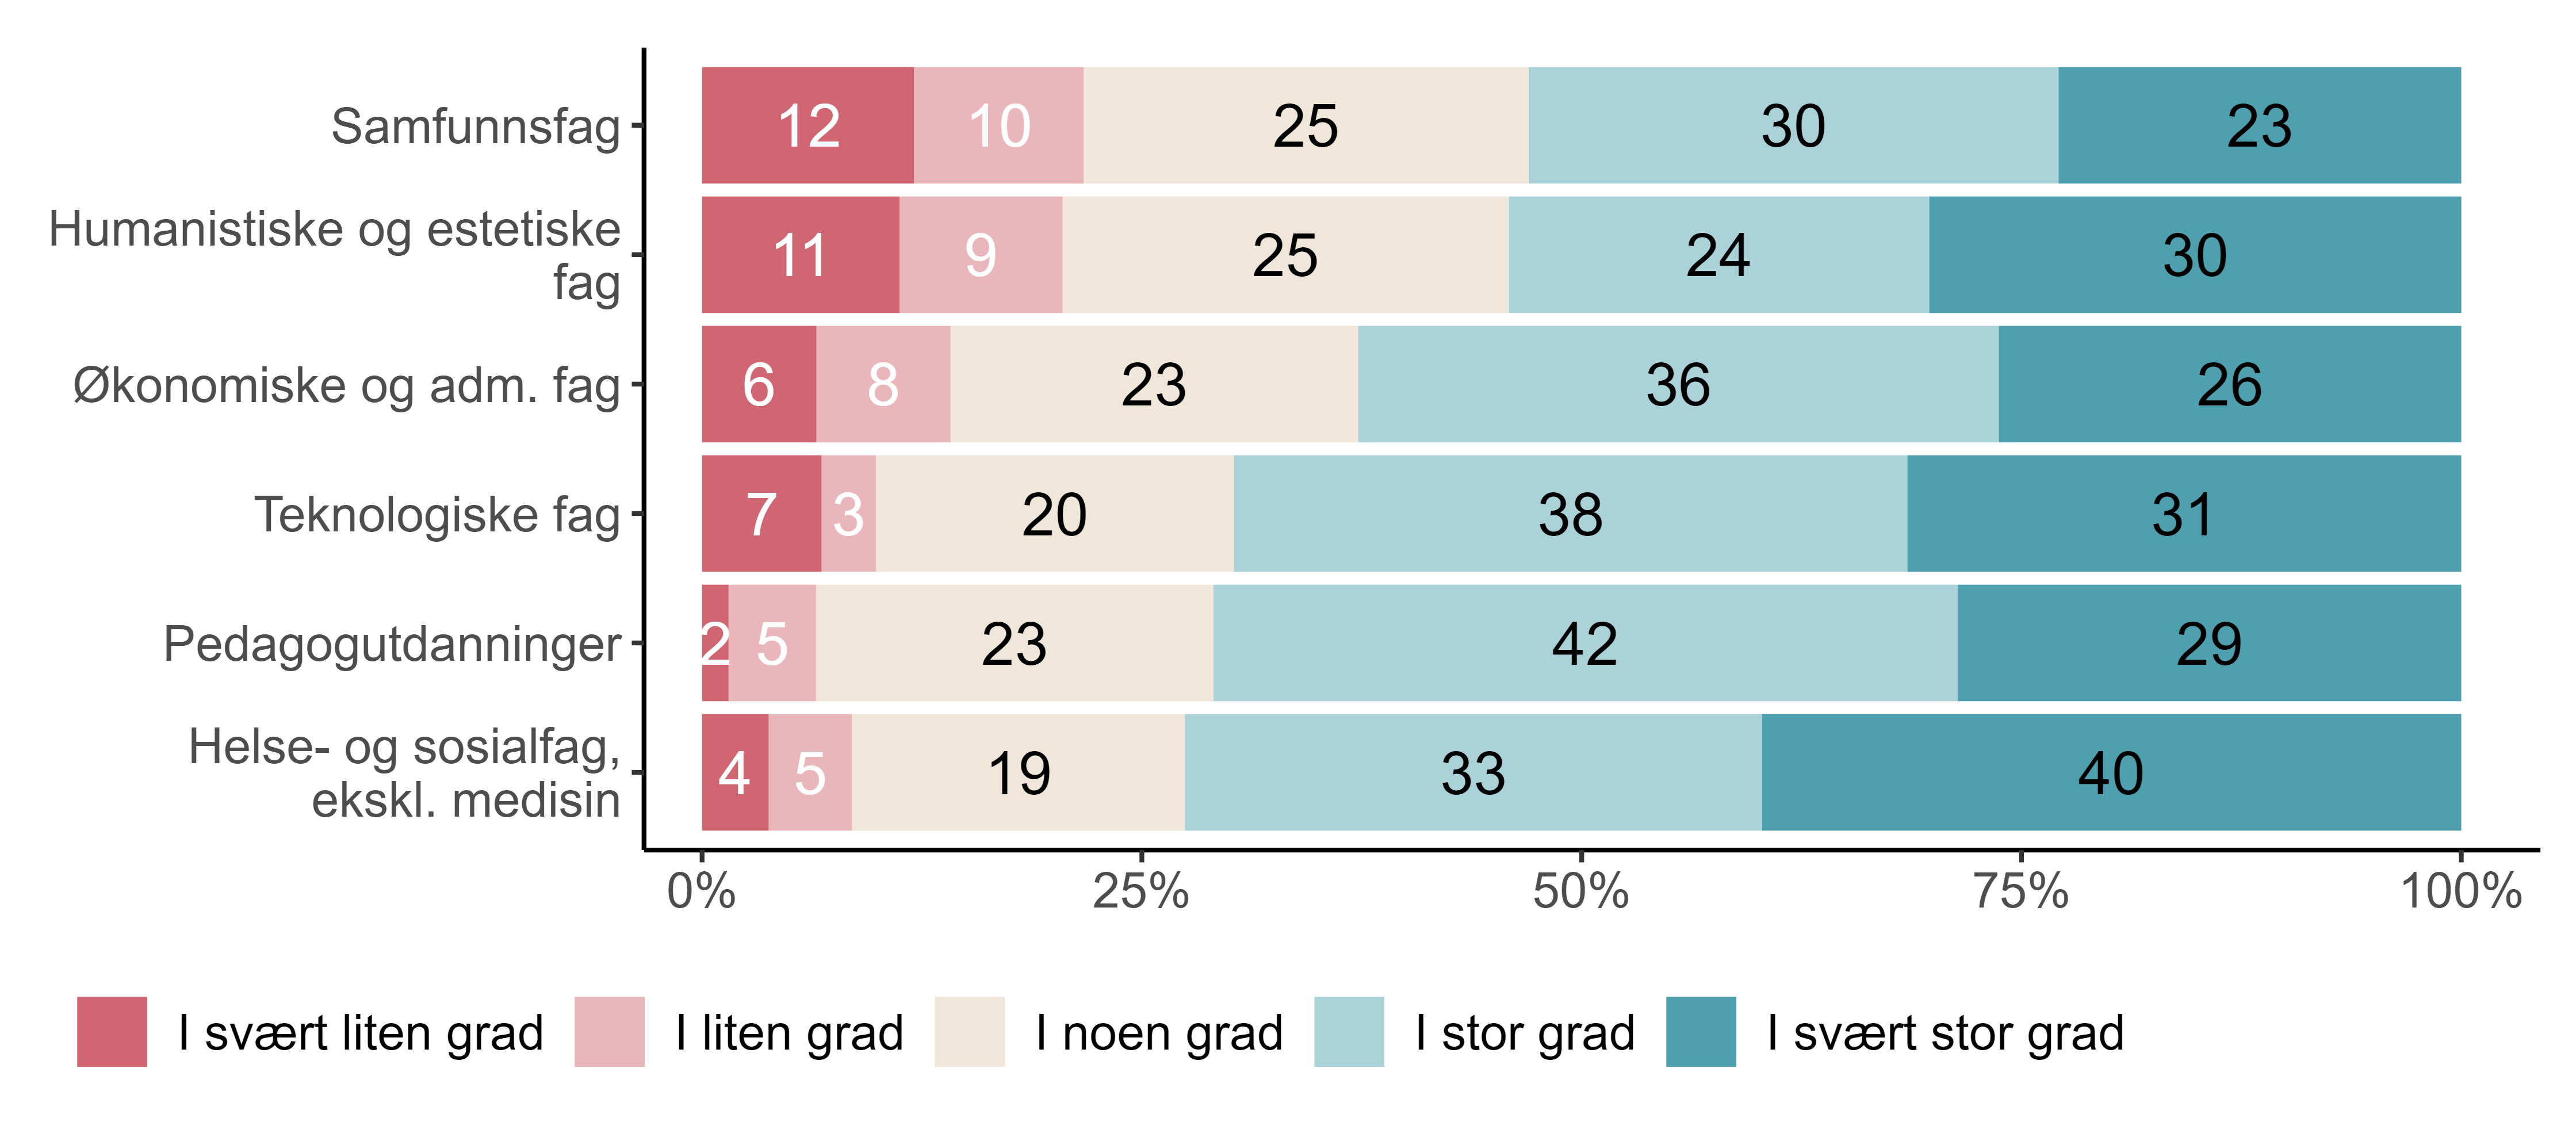 Samfunnsfag 12 10 25 30 23
Humanistiske og estetiske
fag 11 9 25 24 30
Økonomiske og adm. fag 6 8 23 36 26
Teknologiske fag 7 3 20 38 31
Pedagogutdanninger 2 5 23 42 29
Helse- og sosialfag,
ekskl. medisin 4 5 19 33 40
0% 25% 50% 75% 100%
I svært liten grad I liten grad I noen grad I stor grad I svært stor grad